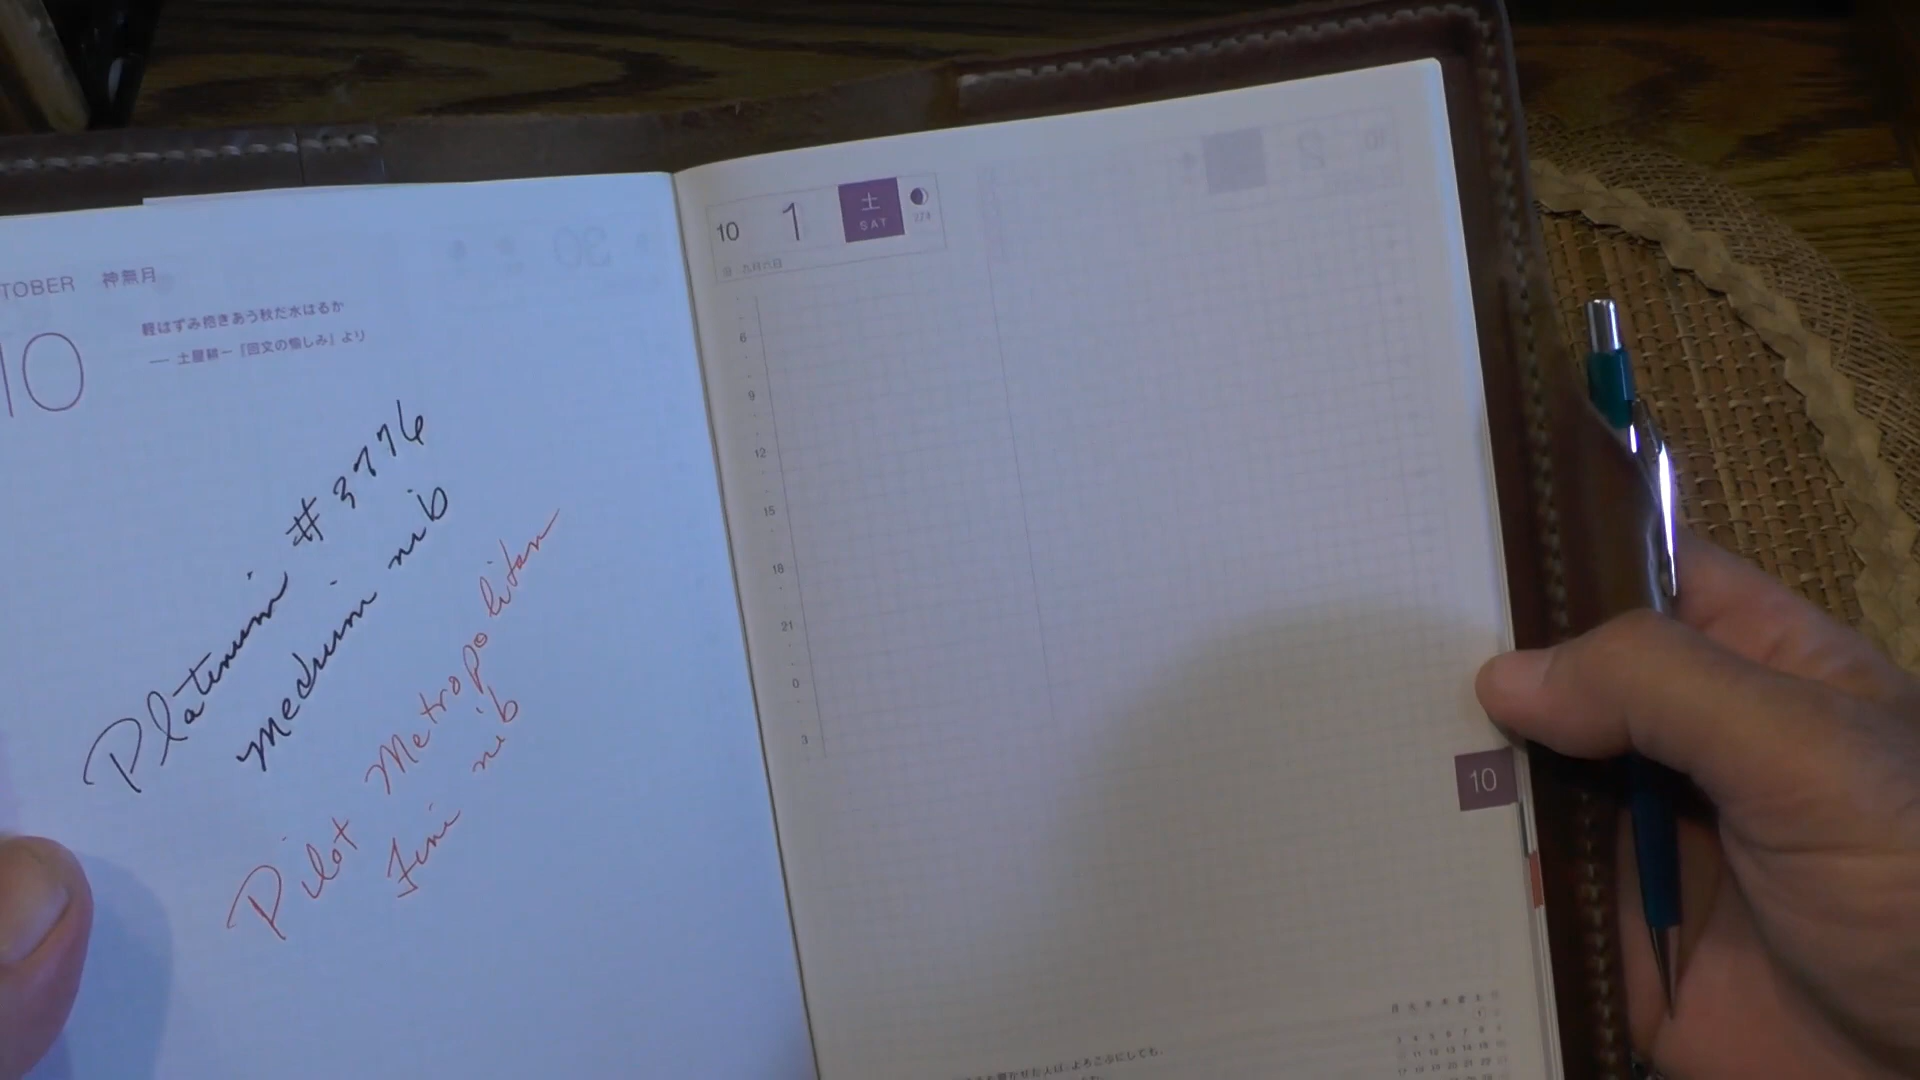 TOBER 神無月
10
軽はずみ抱きあう秋だ水はるか
— 土屋耕一『回文の愉しみ』より
Platinum #3776
medium nib
Pilot Metropolitan
Fine nib
10 1 土
SAT
6
9
12
15
18
21
0
3
10